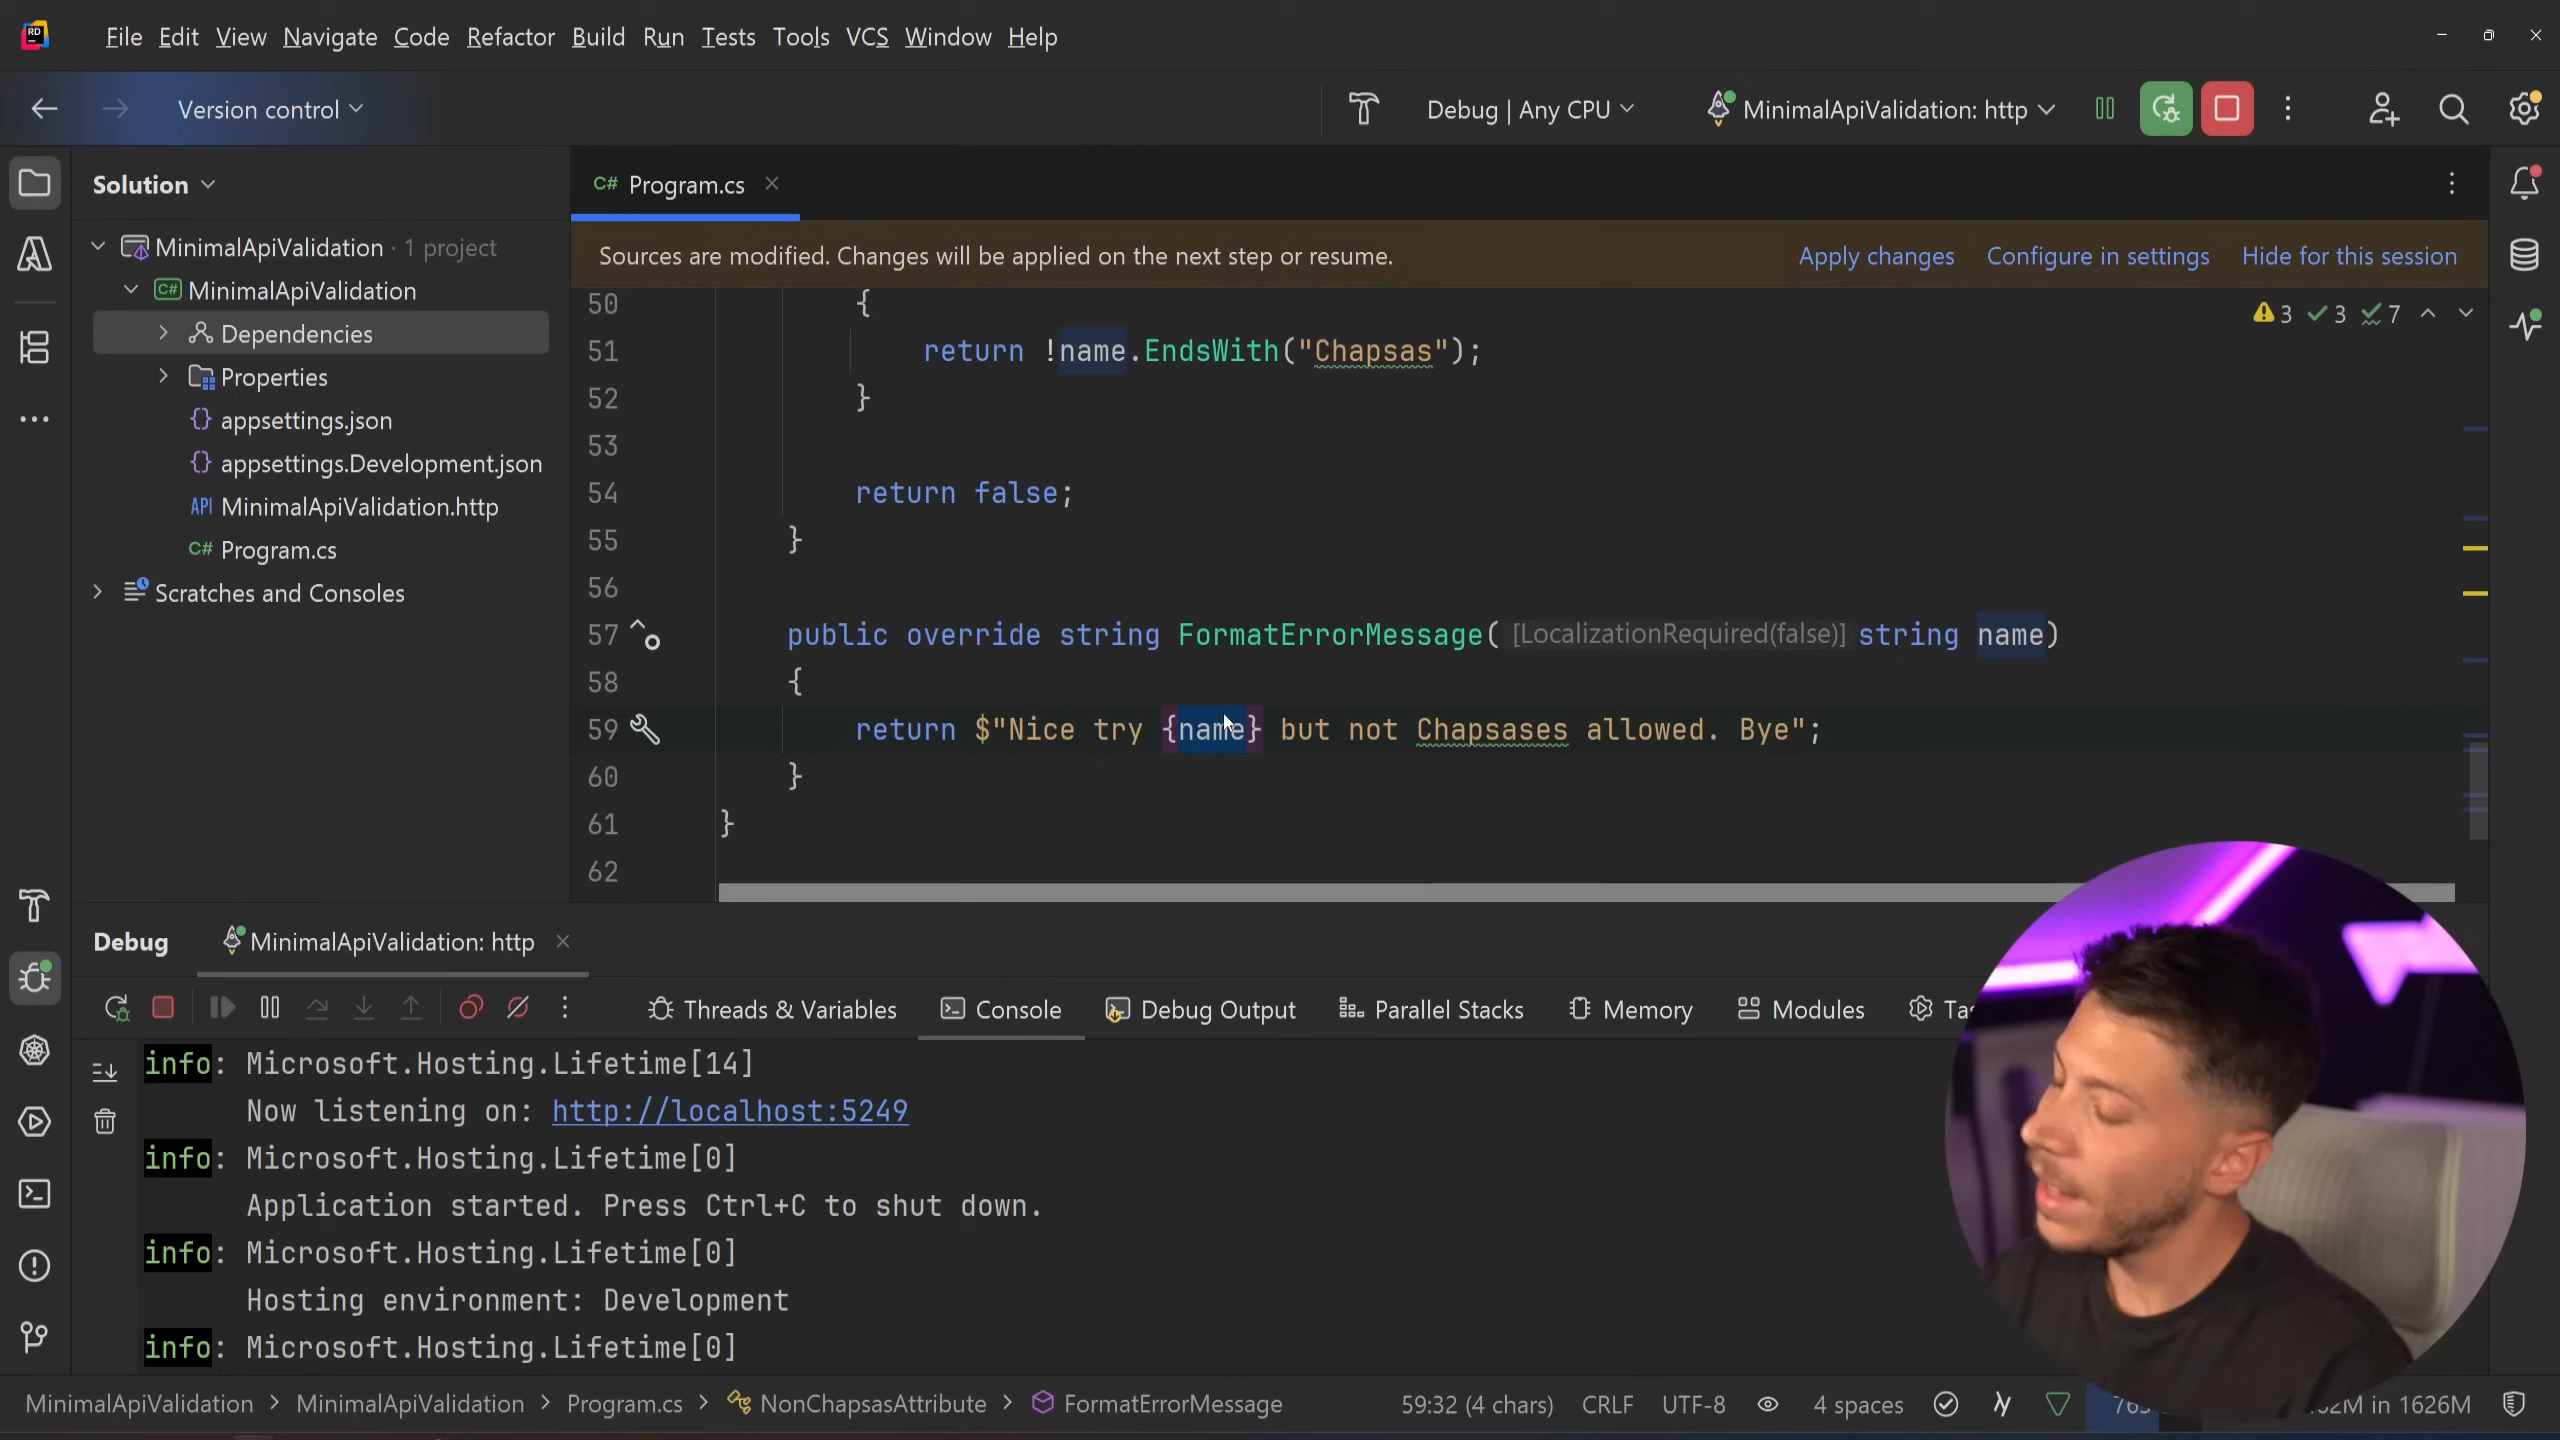 RD File Edit View Navigate Code Refactor Build Run Tests Tools VCS Window Help
Version control Debug | Any CPU MinimalApiValidation: http
Solution
MinimalApiValidation · 1 project
MinimalApiValidation
Dependencies
Properties
{} appsettings.json
{} appsettings.Development.json
API MinimalApiValidation.http
C# Program.cs
Scratches and Consoles
C# Program.cs
Sources are modified. Changes will be applied on the next step or resume. Apply changes Configure in settings Hide for this session
3 3 7
50 {
51 return !name.EndsWith("Chapsas");
52 }
53
54 return false;
55 }
56
57 public override string FormatErrorMessage([LocalizationRequired(false)] string name)
58 {
59 return $"Nice try {name} but not Chapsases allowed. Bye";
60 }
61 }
62
Debug MinimalApiValidation: http
Threads & Variables Console Debug Output Parallel Stacks Memory Modules
info: Microsoft.Hosting.Lifetime[14]
Now listening on: http://localhost:5249
info: Microsoft.Hosting.Lifetime[0]
Application started. Press Ctrl+C to shut down.
info: Microsoft.Hosting.Lifetime[0]
Hosting environment: Development
info: Microsoft.Hosting.Lifetime[0]
MinimalApiValidation > MinimalApiValidation > Program.cs > NonChapsasAttribute > FormatErrorMessage 59:32 (4 chars) CRLF UTF-8 4 spaces in 1626M